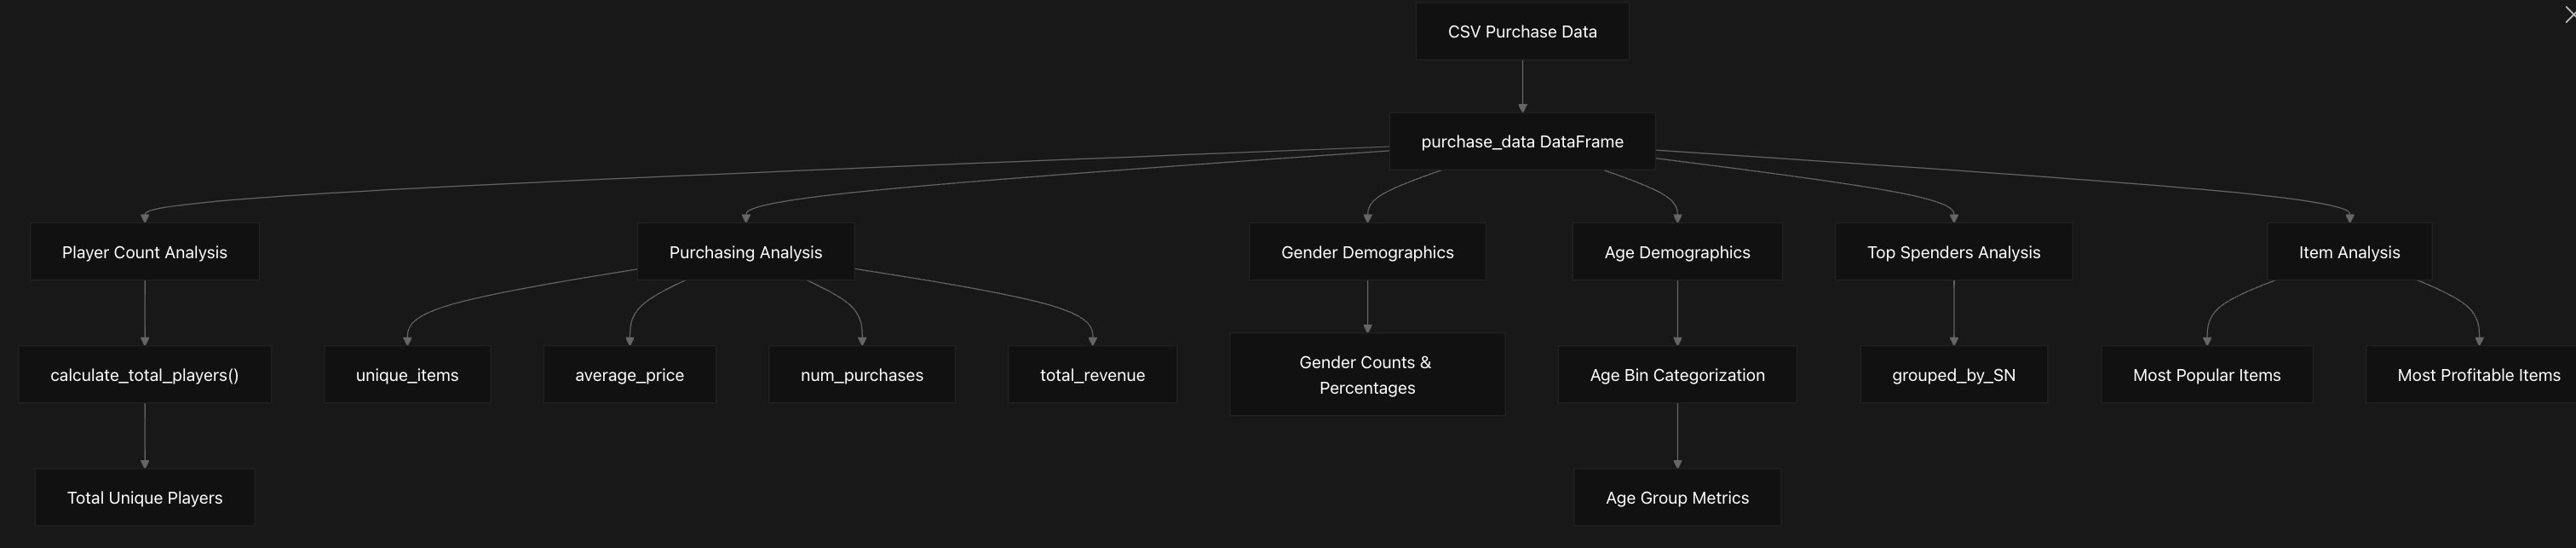 CSV Purchase Data
purchase_data DataFrame
Player Count Analysis
Purchasing Analysis
Gender Demographics
Age Demographics
Top Spenders Analysis
Item Analysis
calculate_total_players()
unique_items
average_price
num_purchases
total_revenue
Gender Counts &
Percentages
Age Bin Categorization
grouped_by_SN
Most Popular Items
Most Profitable Items
Total Unique Players
Age Group Metrics